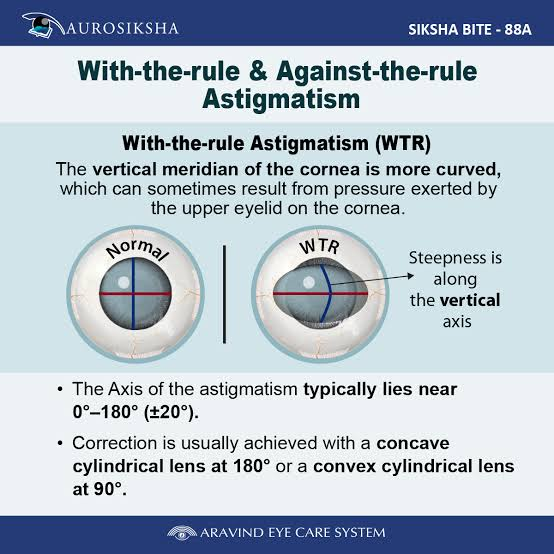 AUROSIKSHA
SIKSHA BITE - 88A
With-the-rule & Against-the-rule
Astigmatism
With-the-rule Astigmatism (WTR)
The vertical meridian of the cornea is more curved,
which can sometimes result from pressure exerted by
the upper eyelid on the cornea.
Normal
WTR
Steepness is
along
the vertical
axis
• The Axis of the astigmatism typically lies near
0°–180° (±20°).
• Correction is usually achieved with a concave
cylindrical lens at 180° or a convex cylindrical lens
at 90°.
ARAVIND EYE CARE SYSTEM